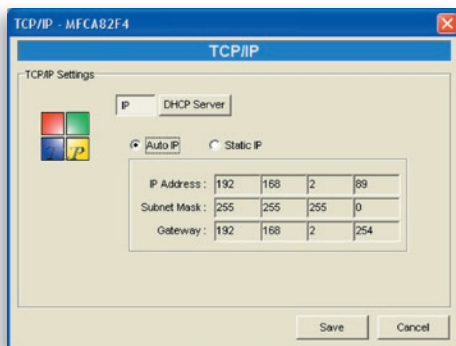 TCP/IP - MFCA82F4
TCP/IP
TCP/IP Settings
IP DHCP Server
Auto IP Static IP
IP Address : 192 168 2 89
Subnet Mask : 255 255 255 0
Gateway : 192 168 2 254
Save Cancel